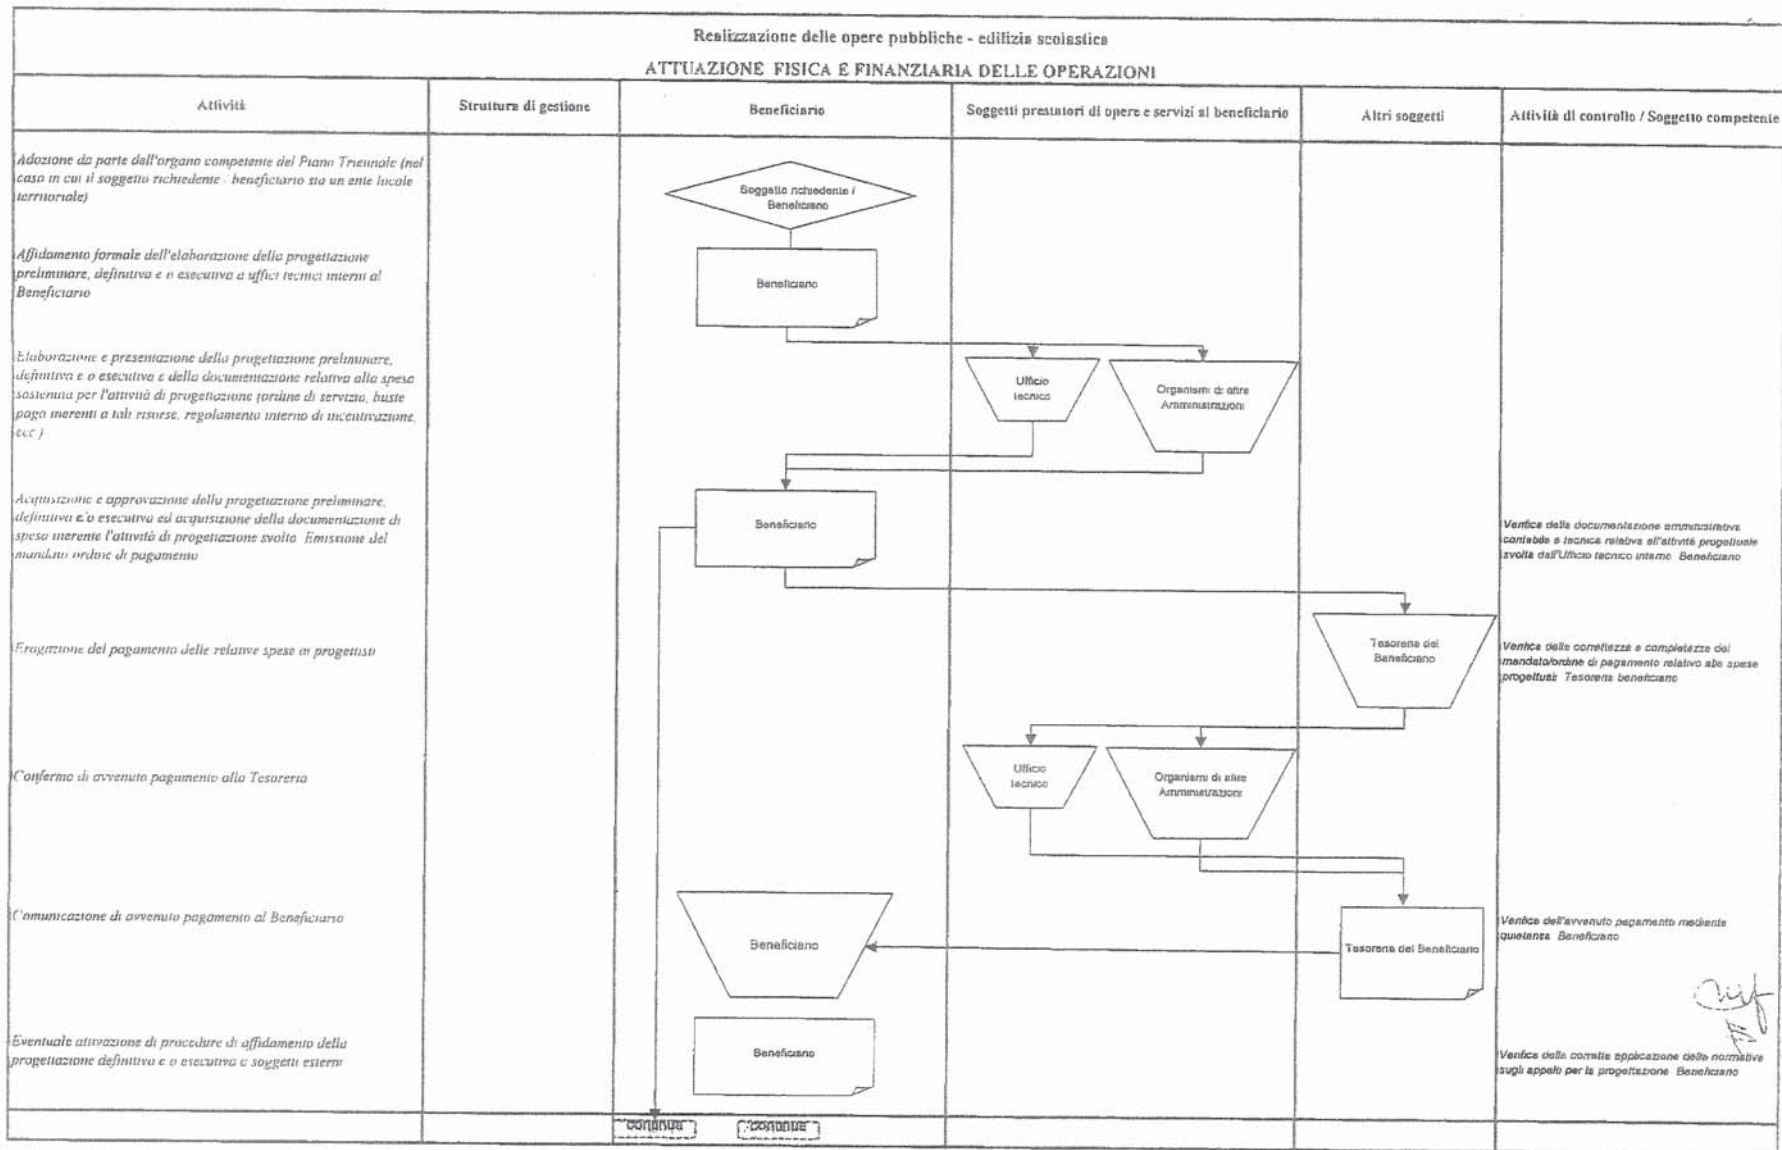 Realizzazione delle opere pubbliche - edilizia scolastica
ATTUAZIONE FISICA E FINANZIARIA DELLE OPERAZIONI
Attività
Struttura di gestione
Beneficiario
Soggetti prestatori di opere e servizi al beneficiario
Altri soggetti
Attività di controllo / Soggetto competente
Adozione da parte dell'organo competente del Piano Triennale (nel
caso in cui il soggetto richiedente - beneficiario sia un ente locale
territoriale)
Soggetto richiedente /
Beneficiario
Affidamento formale dell'elaborazione della progettazione
preliminare, definitiva e o esecutiva a uffici tecnici interni al
Beneficiario
Beneficiario
Elaborazione e presentazione della progettazione preliminare,
definitiva e o esecutiva e della documentazione relativa alla spesa
sostenuta per l'attività di progettazione (ordine di servizio, buste
paga inerenti a tali risorse, regolamento interno di incentivazione,
ecc )
Ufficio
tecnico
Organismi di altre
Amministrazioni
Acquisizione e approvazione della progettazione preliminare,
definitiva e/o esecutiva ed acquisizione della documentazione di
spesa inerente l'attività di progettazione svolta Emissione del
mandato ordine di pagamento
Beneficiario
Verifica della documentazione amministrativa
contabile e tecnica relativa all'attività progettuale
svolta dall'Ufficio tecnico interno Beneficiario
Erogazione del pagamento delle relative spese ai progettisti
Tesoreria del
Beneficiario
Verifica della correttezza e completezza del
mandato/ordine di pagamento relativo alle spese
progettuali Tesoreria beneficiario
Conferma di avvenuto pagamento alla Tesoreria
Ufficio
tecnico
Organismi di altre
Amministrazioni
Comunicazione di avvenuto pagamento al Beneficiario
Beneficiario
Tesoreria del Beneficiario
Verifica dell'avvenuto pagamento mediante
quietanza Beneficiario
Eventuale attivazione di procedure di affidamento della
progettazione definitiva e o esecutiva a soggetti esterni
Beneficiario
Verifica della corretta applicazione della normativa
sugli appalti per la progettazione Beneficiario
continua
continua